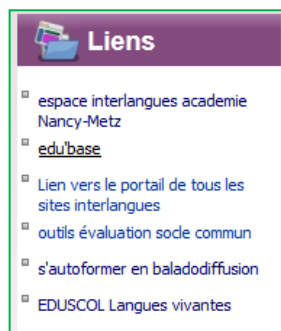 Liens
espace interlangues academie
Nancy-Metz
edu'base
Lien vers le portail de tous les
sites interlangues
outils évaluation socle commun
s'autoformer en baladodiffusion
EDUSCOL Langues vivantes